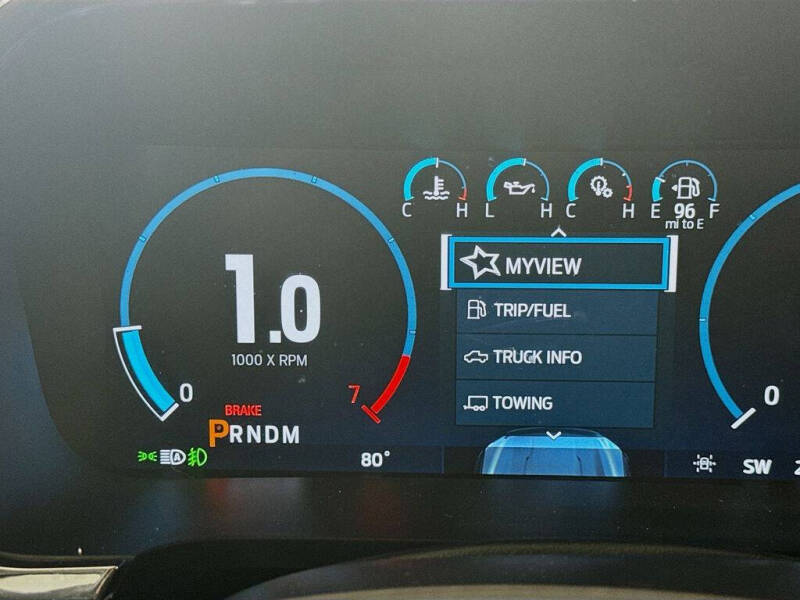 C H L H C H E 96 F
mi to E
MYVIEW
TRIP/FUEL
TRUCK INFO
TOWING
1.0
1000 X RPM
0
7
BRAKE
PRNDM
A
80°
SW
0